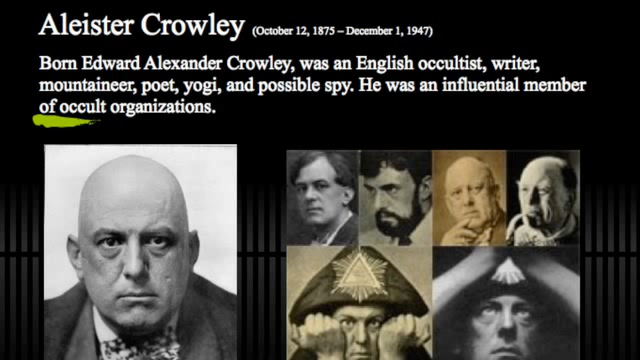 Aleister Crowley (October 12, 1875 – December 1, 1947)
Born Edward Alexander Crowley, was an English occultist, writer,
mountaineer, poet, yogi, and possible spy. He was an influential member
of occult organizations.